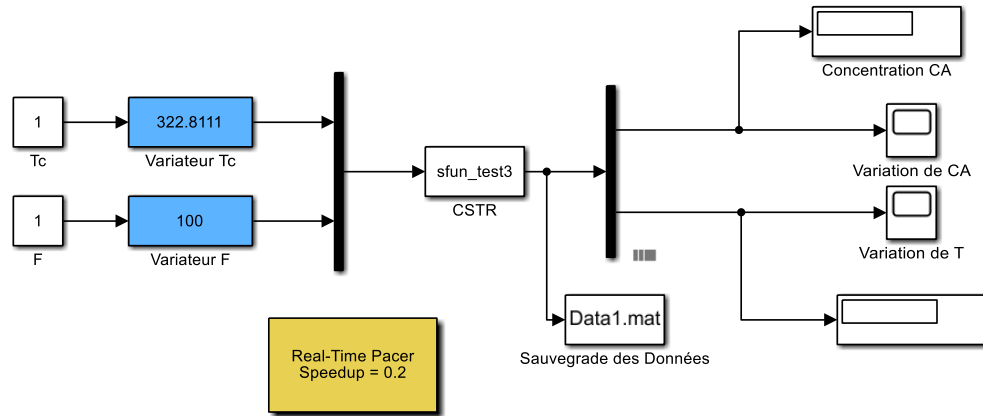 Concentration CA
1
322.8111
Tc
Variateur Tc
Variation de CA
sfun_test3
CSTR
1
100
F
Variateur F
Variation de T
Data1.mat
Sauvegrade des Données
Real-Time Pacer
Speedup = 0.2